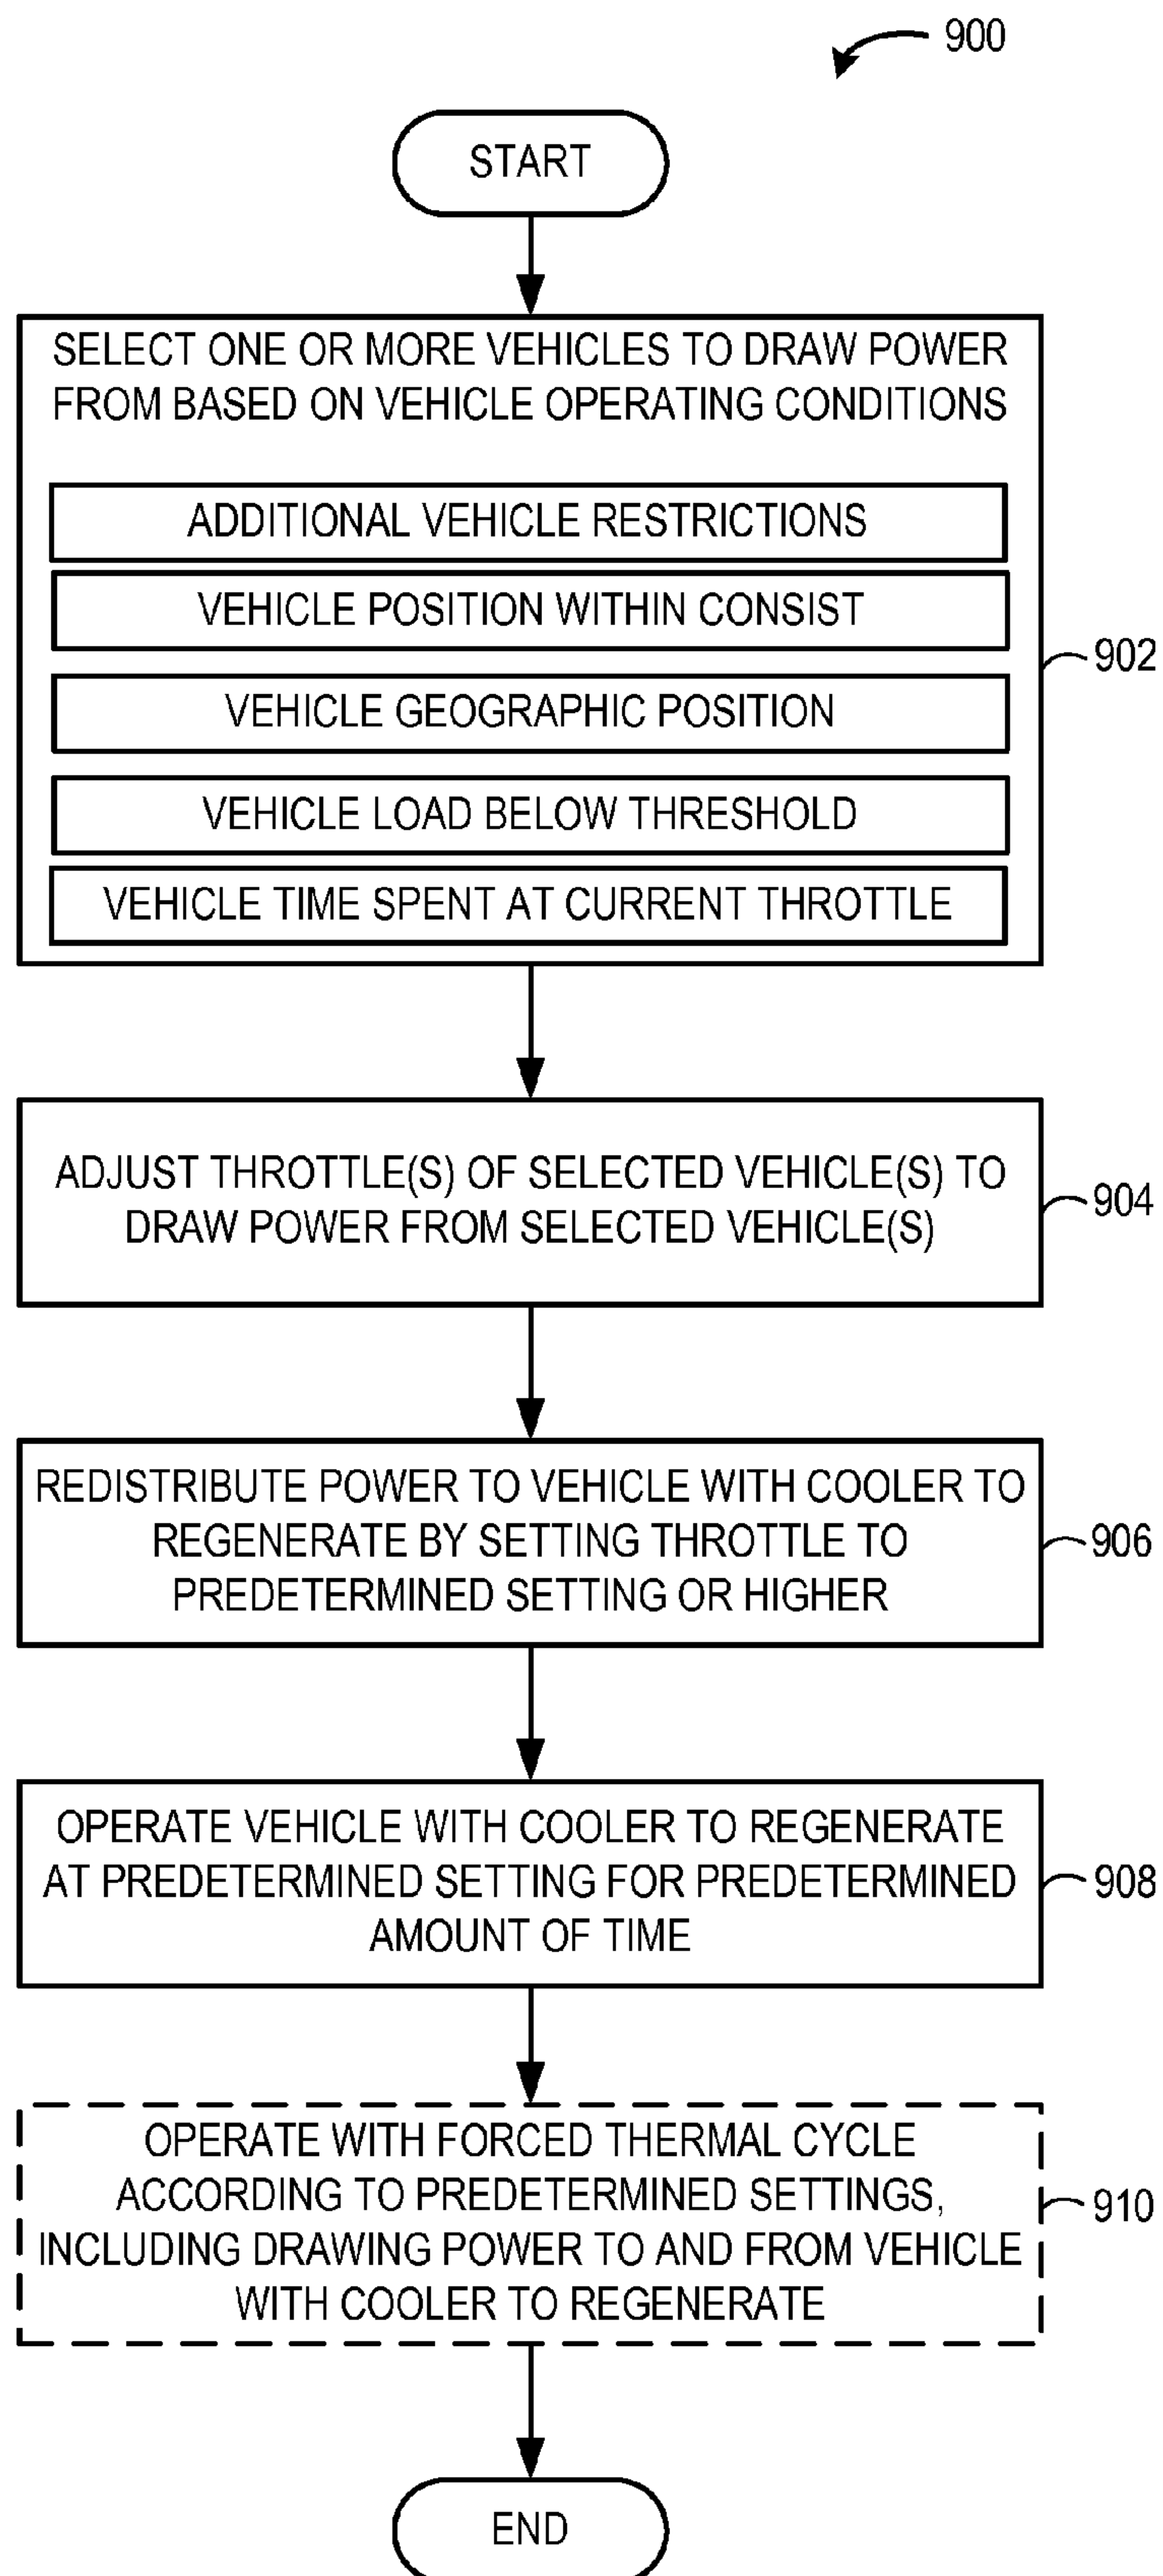 900
START
SELECT ONE OR MORE VEHICLES TO DRAW POWER
FROM BASED ON VEHICLE OPERATING CONDITIONS
ADDITIONAL VEHICLE RESTRICTIONS
VEHICLE POSITION WITHIN CONSIST
902
VEHICLE GEOGRAPHIC POSITION
VEHICLE LOAD BELOW THRESHOLD
VEHICLE TIME SPENT AT CURRENT THROTTLE
ADJUST THROTTLE(S) OF SELECTED VEHICLE(S) TO
DRAW POWER FROM SELECTED VEHICLE(S)
904
REDISTRIBUTE POWER TO VEHICLE WITH COOLER TO
REGENERATE BY SETTING THROTTLE TO
PREDETERMINED SETTING OR HIGHER
906
OPERATE VEHICLE WITH COOLER TO REGENERATE
AT PREDETERMINED SETTING FOR PREDETERMINED
AMOUNT OF TIME
908
OPERATE WITH FORCED THERMAL CYCLE
ACCORDING TO PREDETERMINED SETTINGS,
INCLUDING DRAWING POWER TO AND FROM VEHICLE
WITH COOLER TO REGENERATE
910
END